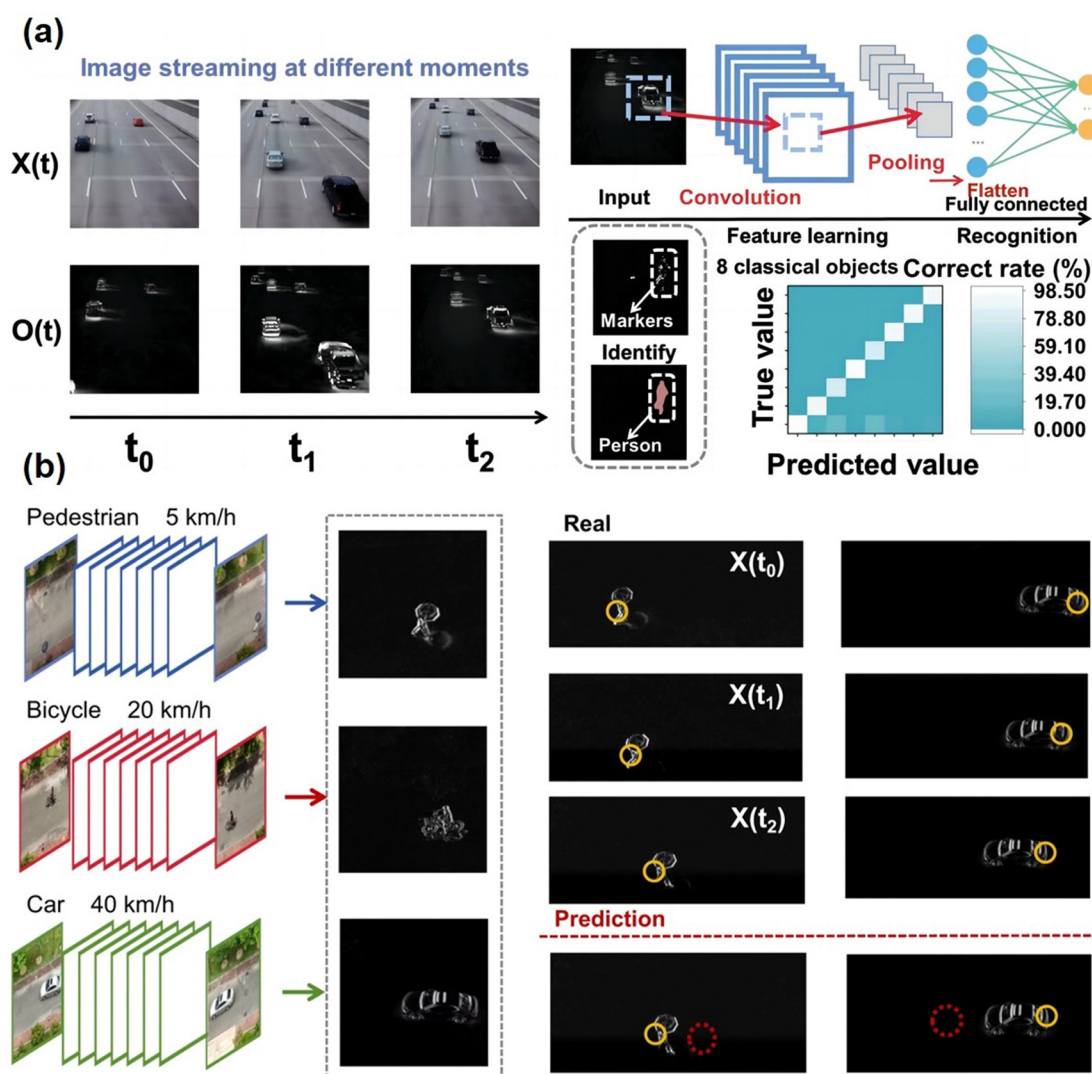 (a)
Image streaming at different moments
X(t)
O(t)
t0
t1
t2
Input
Convolution
Pooling
Flatten
Fully connected
Feature learning
Recognition
...
...
Markers
Identify
Person
8 classical objects
Correct rate (%)
True value
Predicted value
98.50
78.80
59.10
39.40
19.70
0.000
(b)
Pedestrian 5 km/h
Bicycle 20 km/h
Car 40 km/h
Real
X(t0)
X(t1)
X(t2)
Prediction